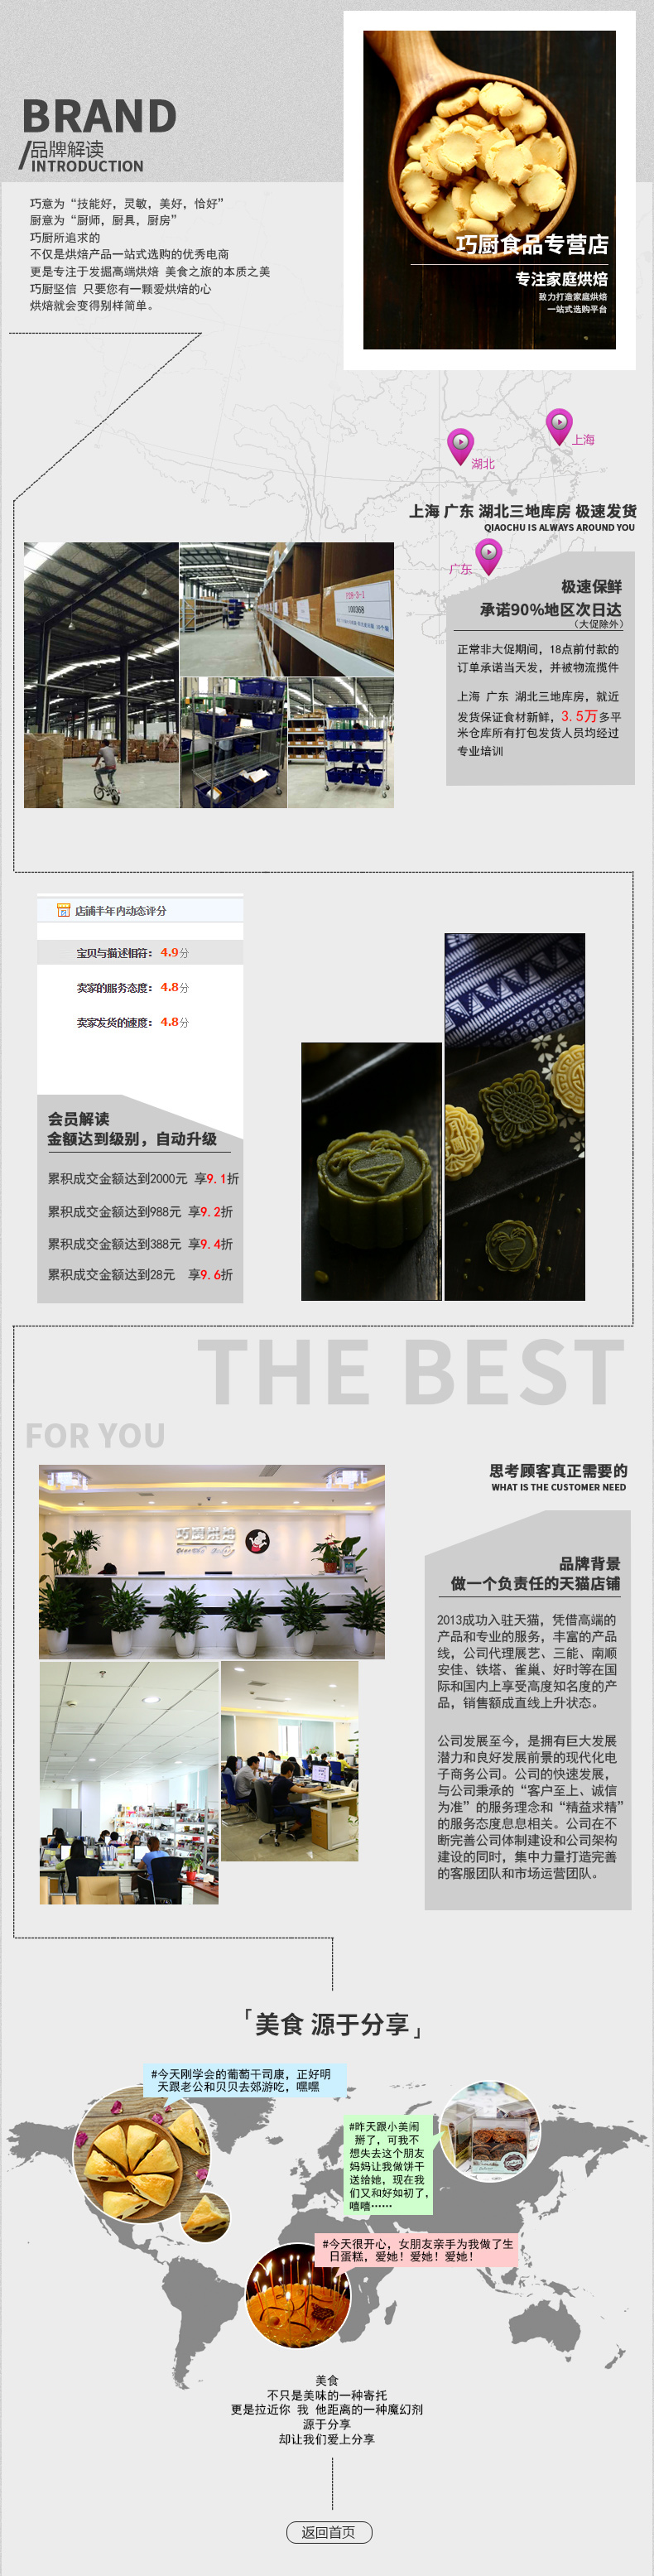 BRAND
品牌解读
INTRODUCTION
巧厨食品专营店
专注家庭烘焙
致力打造家庭烘焙
一站式选购平台
巧意为“技能好，灵敏，美好，恰好”
厨意为“厨师，厨具，厨房”
巧厨所追求的
不仅是烘焙产品一站式选购的优秀电商
更是专注于发掘高端烘焙 美食之旅的本质之美
巧厨坚信 只要您有一颗爱烘焙的心
烘焙就会变得别样简单。
上海
湖北
上海 广东 湖北三地库房 极速发货
QIAOCHU IS ALWAYS AROUND YOU
广东
极速保鲜
承诺90%地区次日达
（大促除外）
正常非大促期间，18点前付款的
订单承诺当天发，并被物流揽件
上海 广东 湖北三地库房，就近
发货保证食材新鲜，3.5万多平
米仓库所有打包发货人员均经过
专业培训
100368
店铺半年内动态评分
宝贝与描述相符：4.9分
卖家的服务态度：4.8分
卖家发货的速度：4.8分
会员解读
金额达到级别，自动升级
累积成交金额达到2000元 享9.1折
累积成交金额达到988元 享9.2折
累积成交金额达到388元 享9.4折
累积成交金额达到28元 享9.6折
THE BEST
FOR YOU
思考顾客真正需要的
WHAT IS THE CUSTOMER NEED
巧厨烘焙
品牌背景
做一个负责任的天猫店铺
2013成功入驻天猫，凭借高端的
产品和专业的服务，丰富的产品
线，公司代理展艺、三能、南顺
安佳、铁塔、雀巢、好时等在国
际和国内上享受高度知名度的产
品，销售额成直线上升状态。
公司发展至今，是拥有巨大发展
潜力和良好发展前景的现代化电
子商务公司。公司的快速发展，
与公司秉承的“客户至上、诚信
为准”的服务理念和“精益求精”
的服务态度息息相关。公司在不
断完善公司体制建设和公司架构
建设的同时，集中力量打造完善
的客服团队和市场运营团队。
「美食 源于分享」
#今天刚学会的葡萄干司康，正好明
天跟老公和贝贝去郊游吃，嘿嘿
#昨天跟小美闹
掰了，可我不
想失去这个朋友
妈妈让我做饼干
送给她，现在我
们又和好如初了，
嘻嘻……
#今天很开心，女朋友亲手为我做了生
日蛋糕，爱她！爱她！爱她！
美食
不只是美味的一种寄托
更是拉近你 我 他距离的一种魔幻剂
源于分享
却让我们爱上分享
返回首页